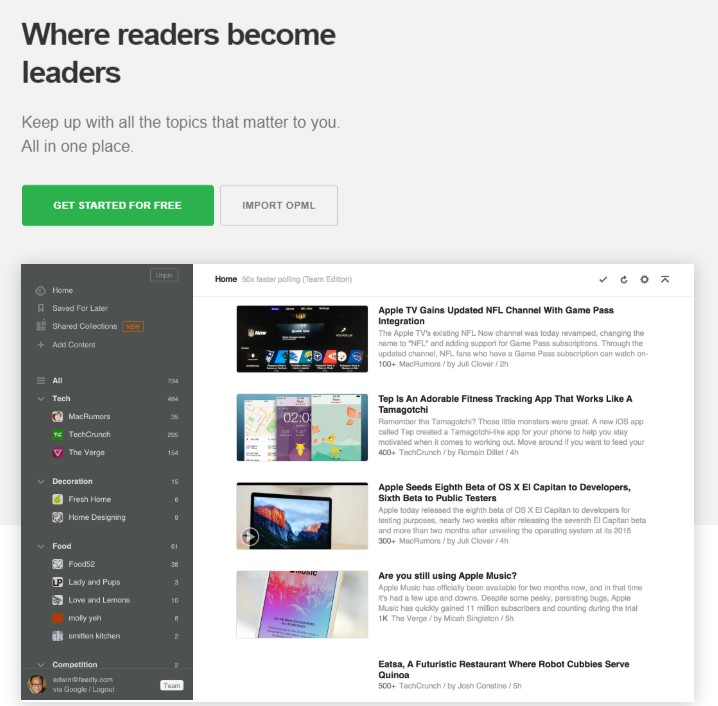 Where readers become
leaders
Keep up with all the topics that matter to you.
All in one place.
GET STARTED FOR FREE
IMPORT OPML
Unpin
Home
Saved For Later
Shared Collections NEW
Add Content
All 734
Tech 484
MacRumors 35
TechCrunch 295
The Verge 154
Decoration 15
Fresh Home 6
Home Designing 9
Food 61
Food52 38
Lady and Pups 3
Love and Lemons 10
molly yeh 8
smitten kitchen 2
Competition 2
edwin@feedly.com
via Google / Logout
Team
Home 50x faster polling (Team Edition)
Apple TV Gains Updated NFL Channel With Game Pass
Integration
The Apple TV's existing NFL Now channel was today revamped, changing the
name to "NFL" and adding support for Game Pass subscriptions. Through the
updated channel, NFL fans who have a Game Pass subscription can watch on-
100+ MacRumors / by Juli Clover / 2h
Tep Is An Adorable Fitness Tracking App That Works Like A
Tamagotchi
Remember the Tamagotchi? Those little monsters were great. A new iOS app
called Tep created a Tamagotchi-like app for your phone to help you stay
motivated when it comes to working out. Move around if you want to feed your
400+ TechCrunch / by Romain Dillet / 4h
Apple Seeds Eighth Beta of OS X El Capitan to Developers,
Sixth Beta to Public Testers
Apple today released the eighth beta of OS X El Capitan to developers for
testing purposes, nearly two weeks after releasing the seventh El Capitan beta
and more than two months after unveiling the operating system at its 2015
300+ MacRumors / by Juli Clover / 4h
Are you still using Apple Music?
Apple Music has officially been available for two months now, and in that time
it's had a few ups and downs. Despite some pesky, persisting bugs, Apple
Music has quickly gained 11 million subscribers and counting during the trial
1K The Verge / by Micah Singleton / 5h
Eatsa, A Futuristic Restaurant Where Robot Cubbies Serve
Quinoa
500+ TechCrunch / by Josh Constine / 5h